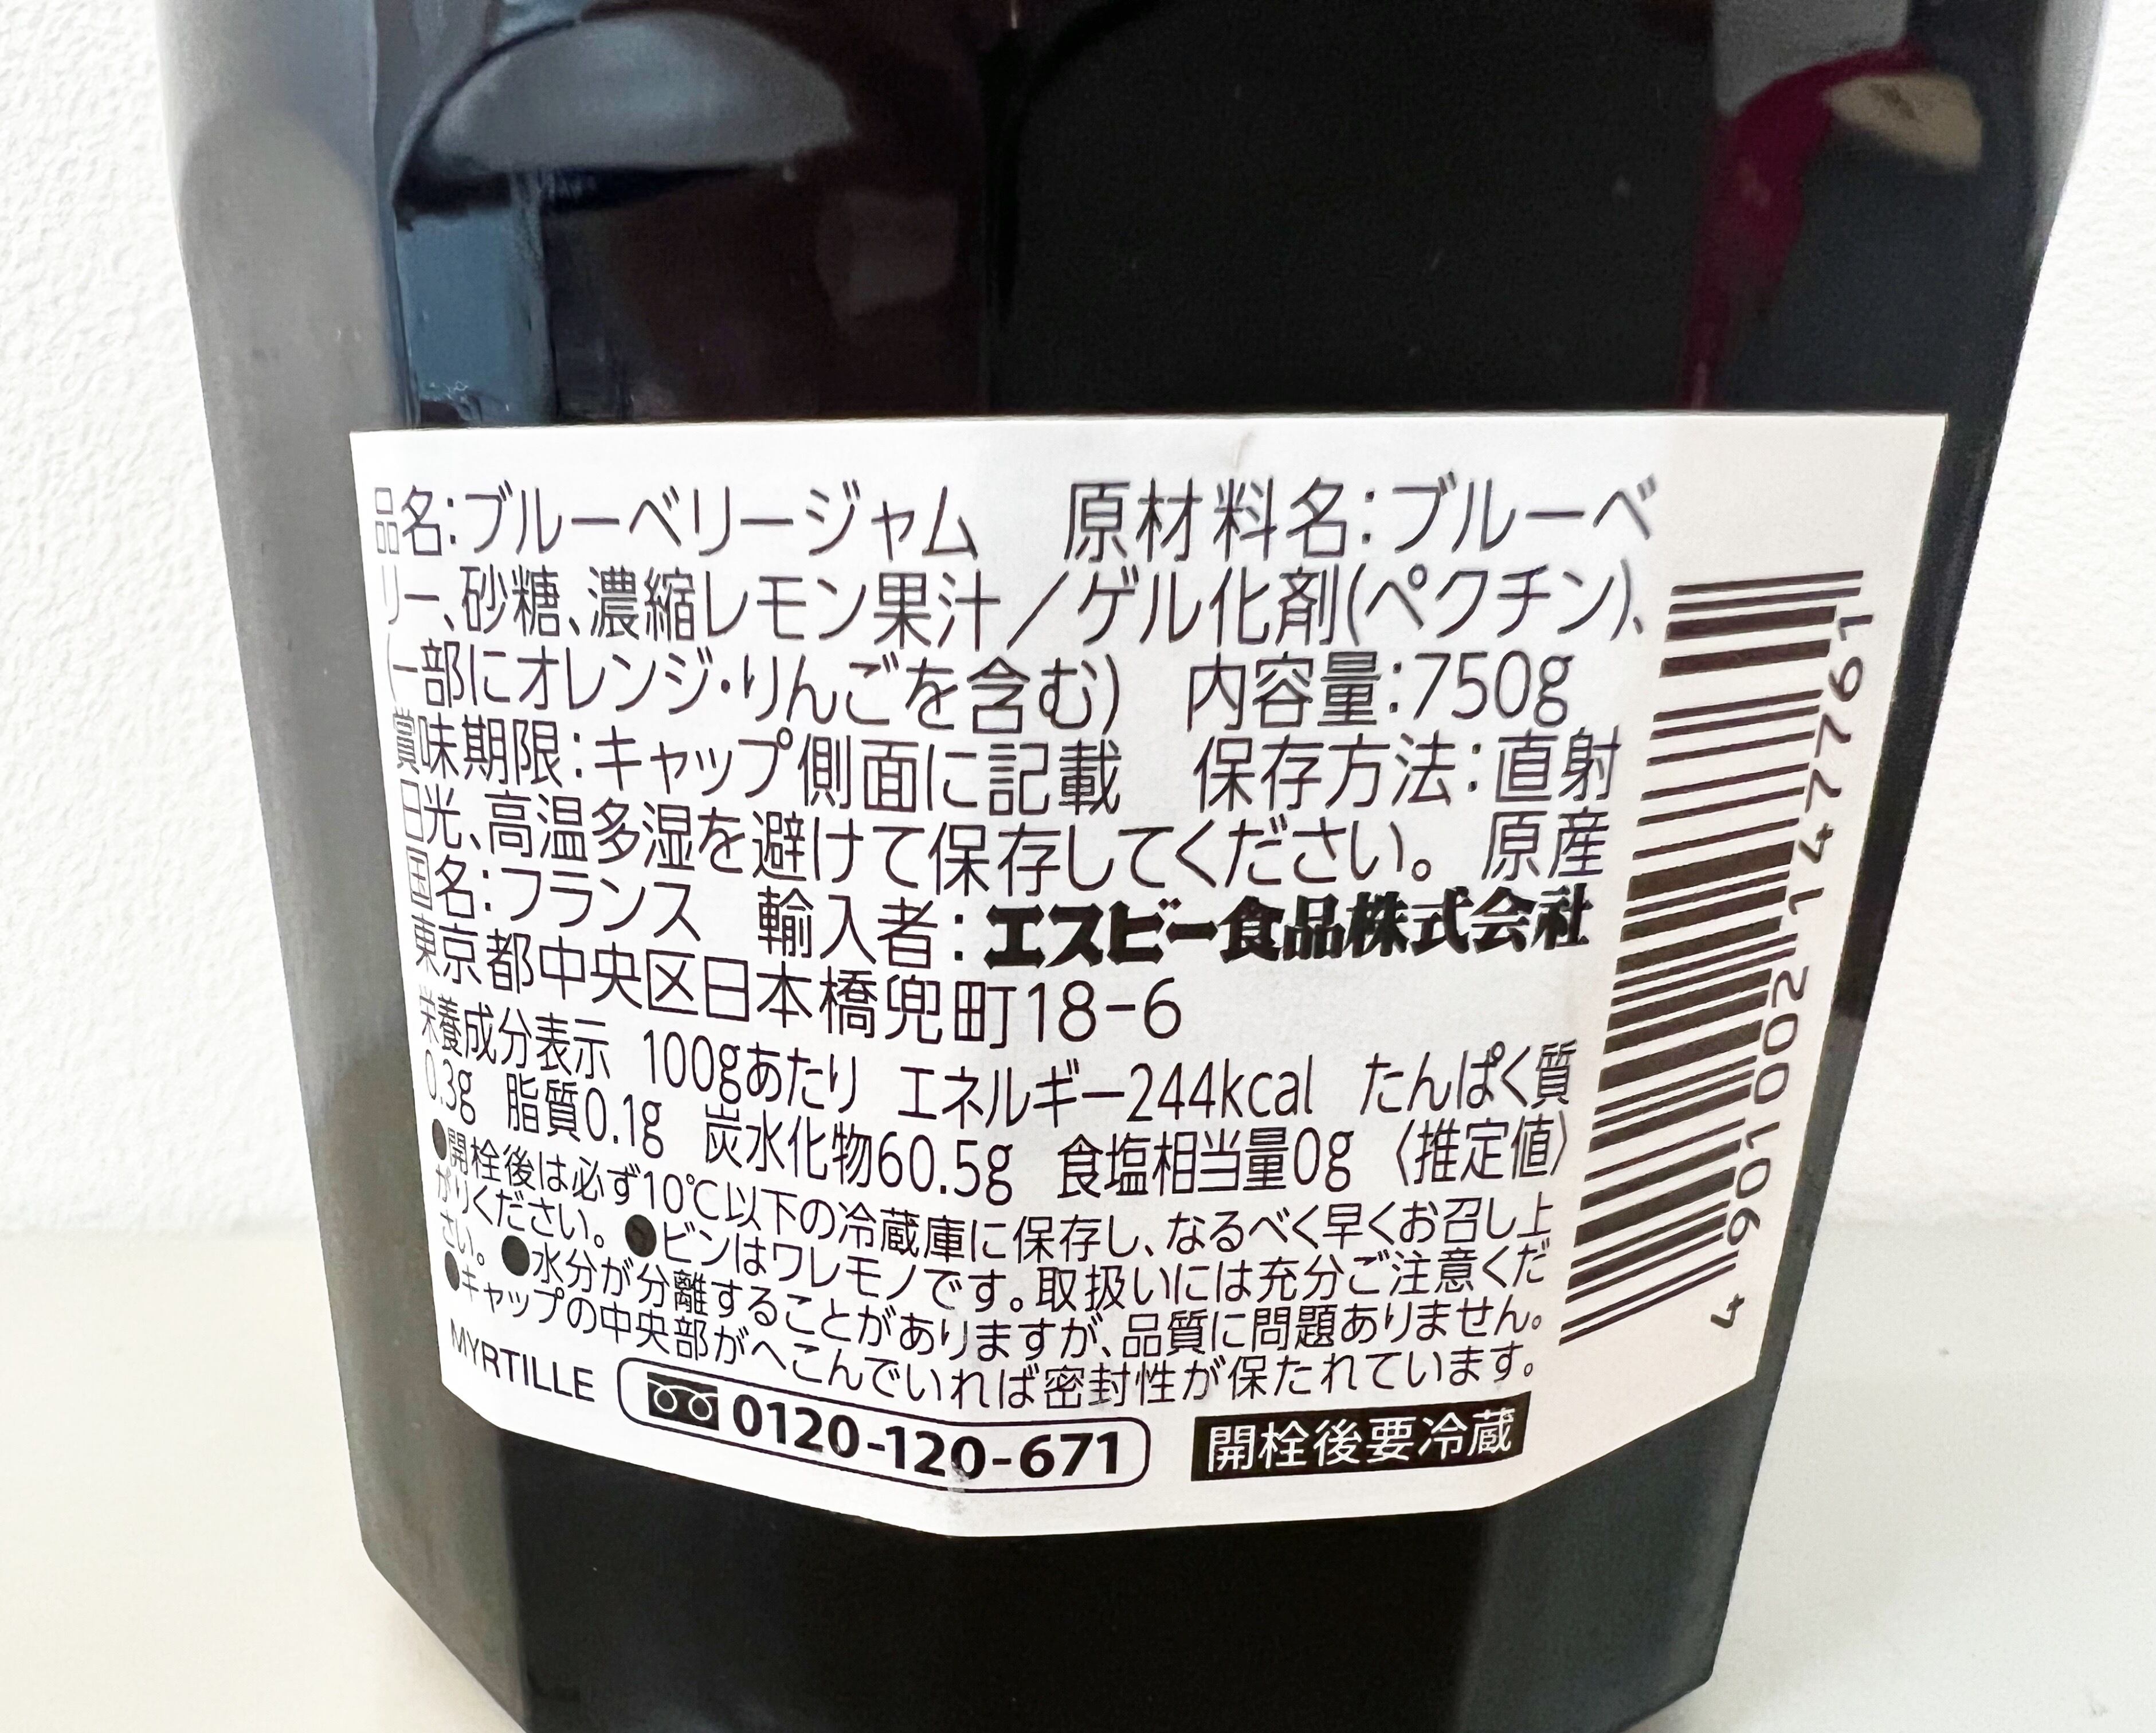 品名:ブルーベリージャム　原材料名:ブルーベ
リー、砂糖、濃縮レモン果汁／ゲル化剤(ペクチン)、
(一部にオレンジ・りんごを含む)　内容量:750g
賞味期限:キャップ側面に記載　保存方法:直射
日光、高温多湿を避けて保存してください。原産
国名:フランス　輸入者:エスビー食品株式会社
東京都中央区日本橋兜町18-6
栄養成分表示　100gあたり　エネルギー244kcal　たんぱく質
0.3g　脂質0.1g　炭水化物60.5g　食塩相当量0g　〈推定値〉
●開栓後は必ず10℃以下の冷蔵庫に保存し、なるべく早くお召し上
がりください。●ビンはワレモノです。取扱いには充分ご注意くだ
さい。●水分が分離することがありますが、品質に問題ありません。
●キャップの中央部がへこんでいれば密封性が保たれています。
MYRTILLE　0120-120-671　開栓後要冷蔵
4 901002 147791